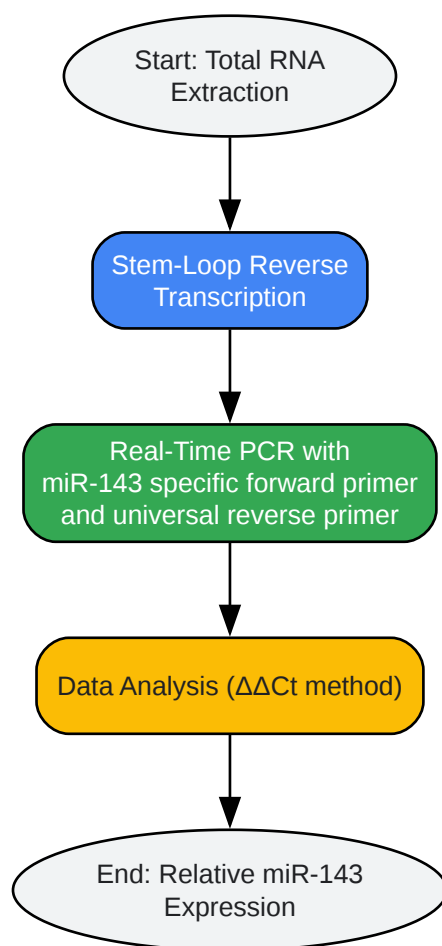 Start: Total RNA
Extraction
Stem-Loop Reverse
Transcription
Real-Time PCR with
miR-143 specific forward primer
and universal reverse primer
Data Analysis (ΔΔCt method)
End: Relative miR-143
Expression